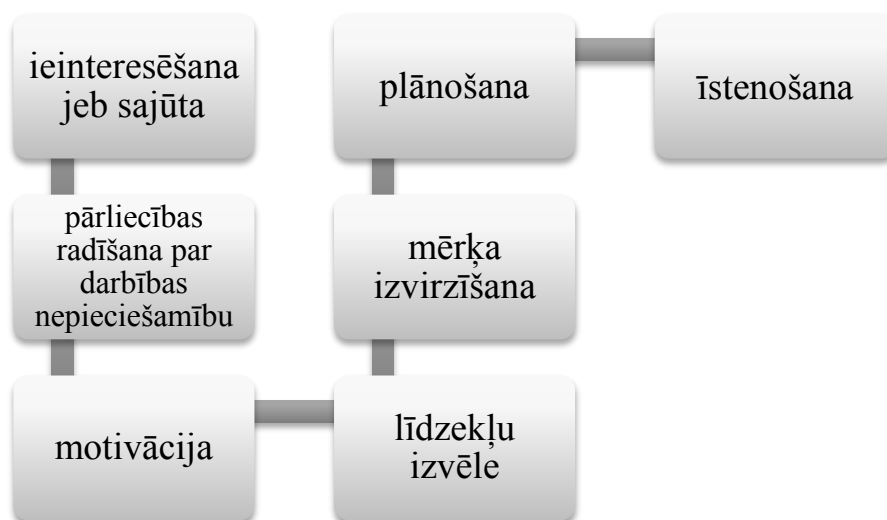 ieinteresēšana
jeb sajūta
pārliecības
radīšana par
darbības
nepieciešamību
motivācija
līdzekļu
izvēle
mērķa
izvirzīšana
plānošana
īstenošana